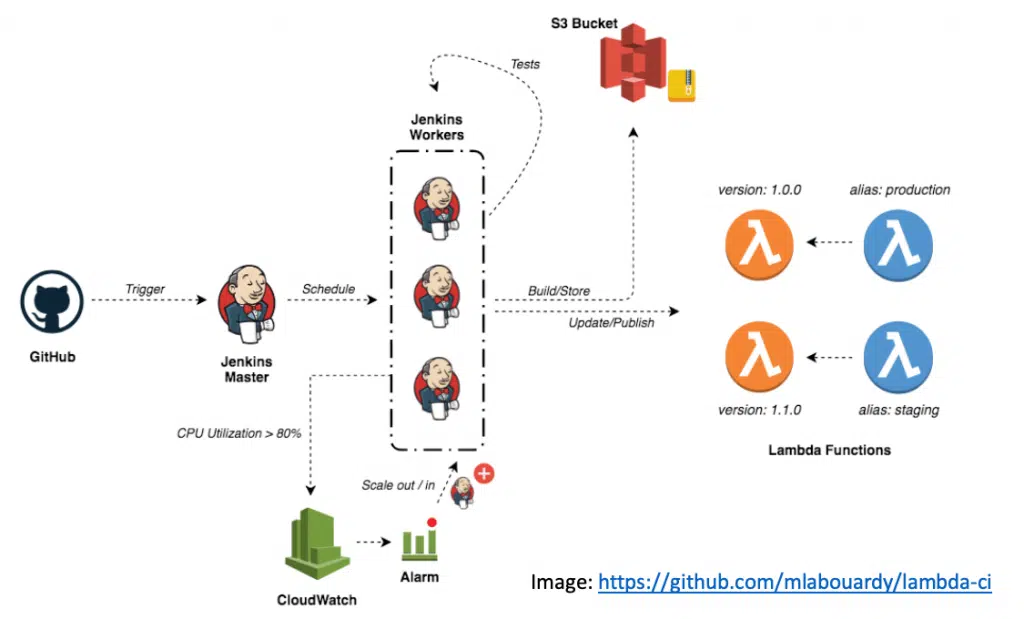 S3 Bucket
Tests
Jenkins
Workers
version: 1.0.0
alias: production
Trigger
Schedule
Build/Store
Update/Publish
GitHub
Jenkins
Master
version: 1.1.0
alias: staging
CPU Utilization > 80%
Lambda Functions
Scale out / in
Alarm
CloudWatch
Image: https://github.com/mlabouardy/lambda-ci